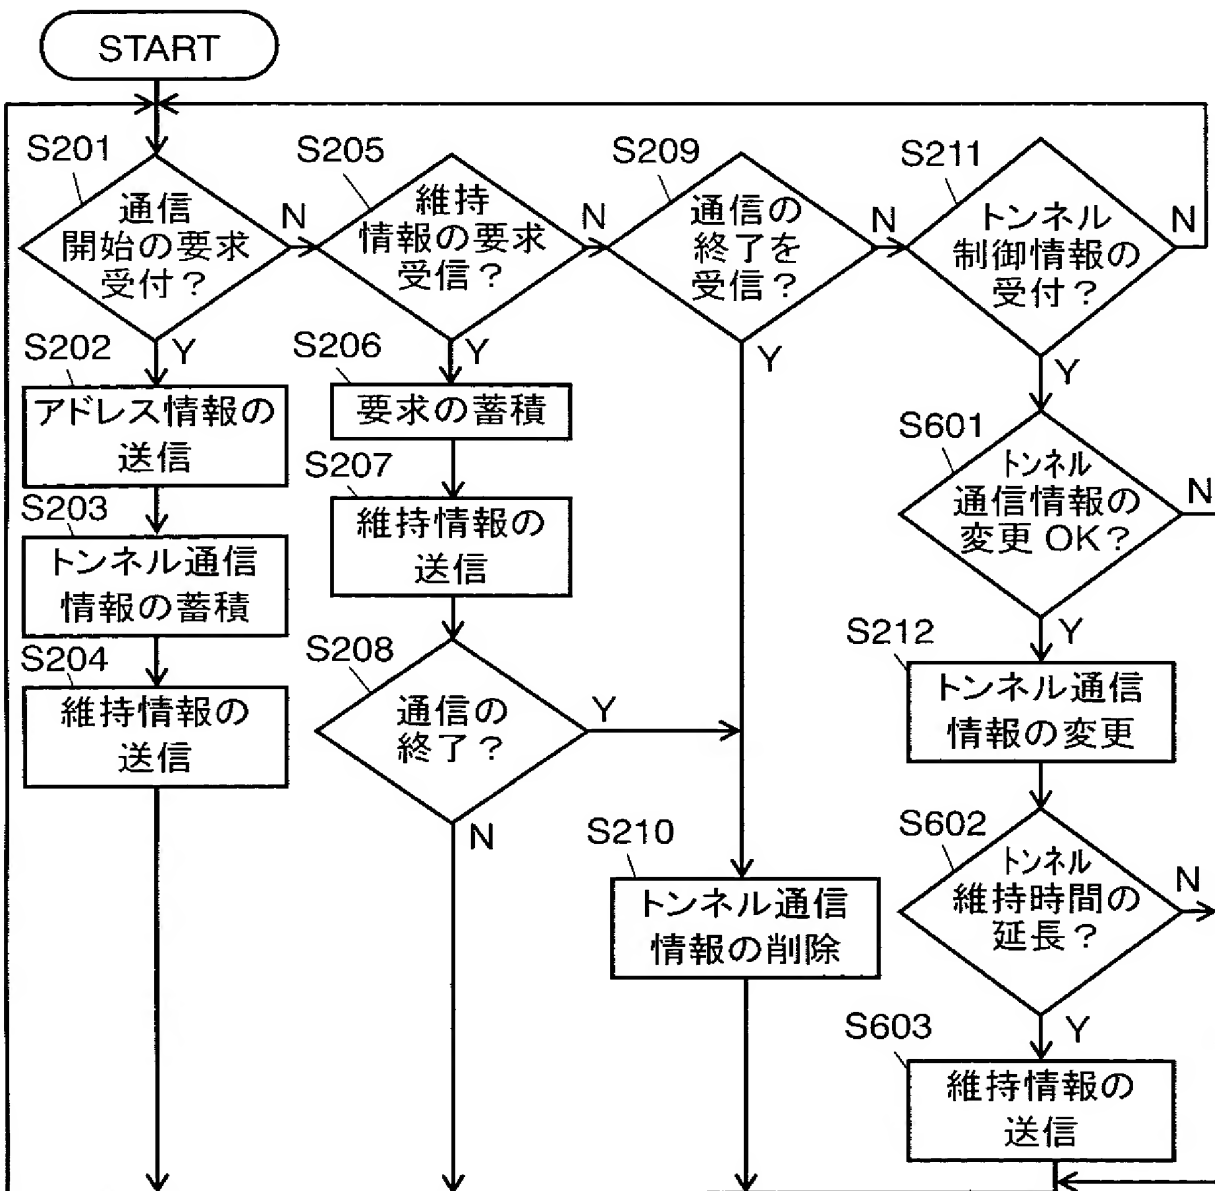 START
S201
通信
開始の要求
受付？
N
Y
S202
アドレス情報の
送信
S203
トンネル通信
情報の蓄積
S204
維持情報の
送信
S205
維持
情報の要求
受信？
N
Y
S206
要求の蓄積
S207
維持情報の
送信
S208
通信の
終了？
Y
N
S209
通信の
終了を
受信？
N
Y
S210
トンネル通信
情報の削除
S211
トンネル
制御情報の
受付？
N
Y
S601
トンネル
通信情報の
変更 OK？
N
Y
S212
トンネル通信
情報の変更
S602
トンネル
維持時間の
延長？
N
Y
S603
維持情報の
送信